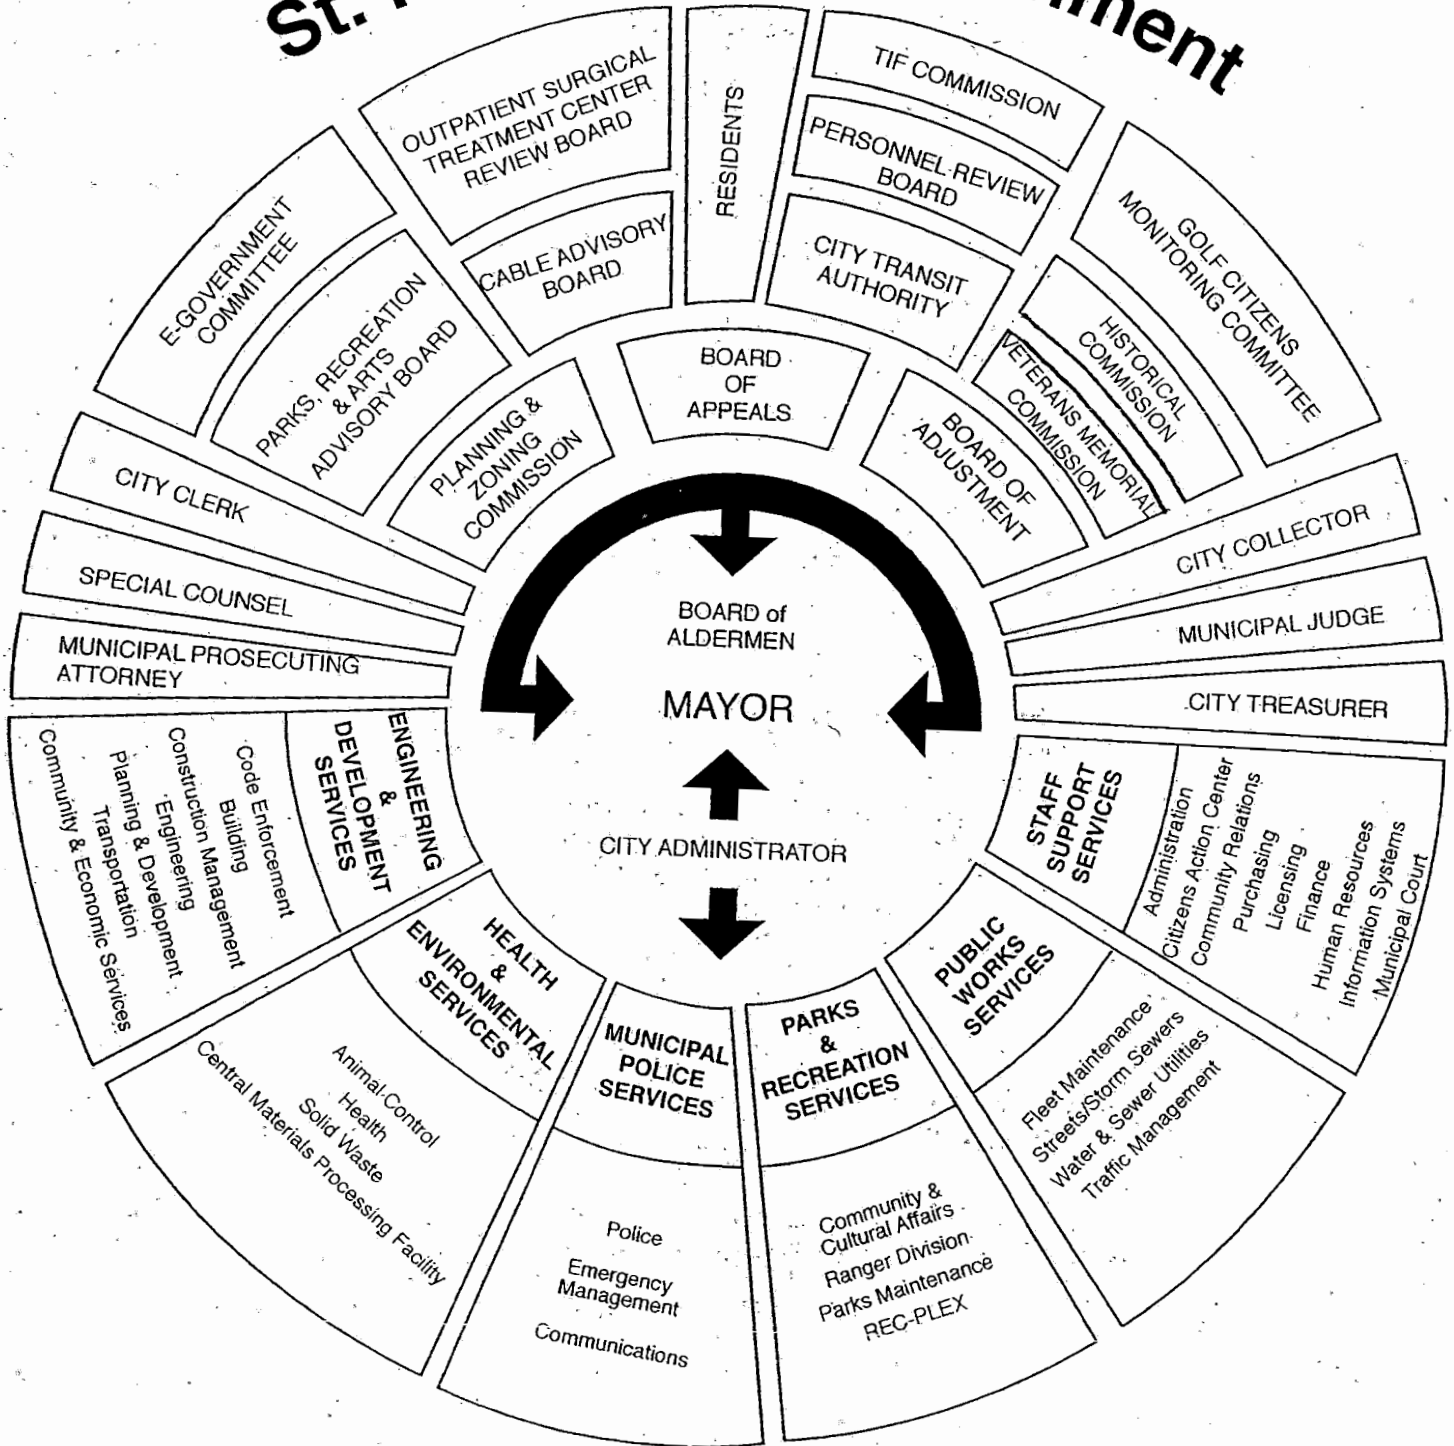 St.
OUTPATIENT SURGICAL
TREATMENT CENTER
REVIEW BOARD
RESIDENTS
TIF COMMISSION
PERSONNEL REVIEW
BOARD
CITY TRANSIT
AUTHORITY
CABLE ADVISORY
BOARD
E-GOVERNMENT
COMMITTEE
PARKS, RECREATION
& ARTS
ADVISORY BOARD
GOLF CITIZENS
MONITORING COMMITTEE
HISTORICAL
COMMISSION
VETERANS MEMORIAL
COMMISSION
PLANNING &
ZONING
COMMISSION
BOARD
OF
APPEALS
BOARD OF
ADJUSTMENT
CITY CLERK
SPECIAL COUNSEL
MUNICIPAL PROSECUTING
ATTORNEY
CITY COLLECTOR
MUNICIPAL JUDGE
CITY TREASURER
BOARD of
ALDERMEN
MAYOR
CITY ADMINISTRATOR
ENGINEERING
&
DEVELOPMENT
SERVICES
Code Enforcement
Building
Construction Management
Engineering
Planning & Development
Transportation
Community & Economic Services
HEALTH
&
ENVIRONMENTAL
SERVICES
Animal Control
Health
Solid Waste
Central Materials Processing Facility
MUNICIPAL
POLICE
SERVICES
Police
Emergency
Management
Communications
PARKS
&
RECREATION
SERVICES
Community &
Cultural Affairs
Ranger Division
Parks Maintenance
REC-PLEX
PUBLIC
WORKS
SERVICES
Fleet Maintenance
Streets/Storm Sewers
Water & Sewer Utilities
Traffic Management
STAFF
SUPPORT
SERVICES
Administration
Citizens Action Center
Community Relations
Purchasing
Licensing
Finance
Human Resources
Information Systems
Municipal Court